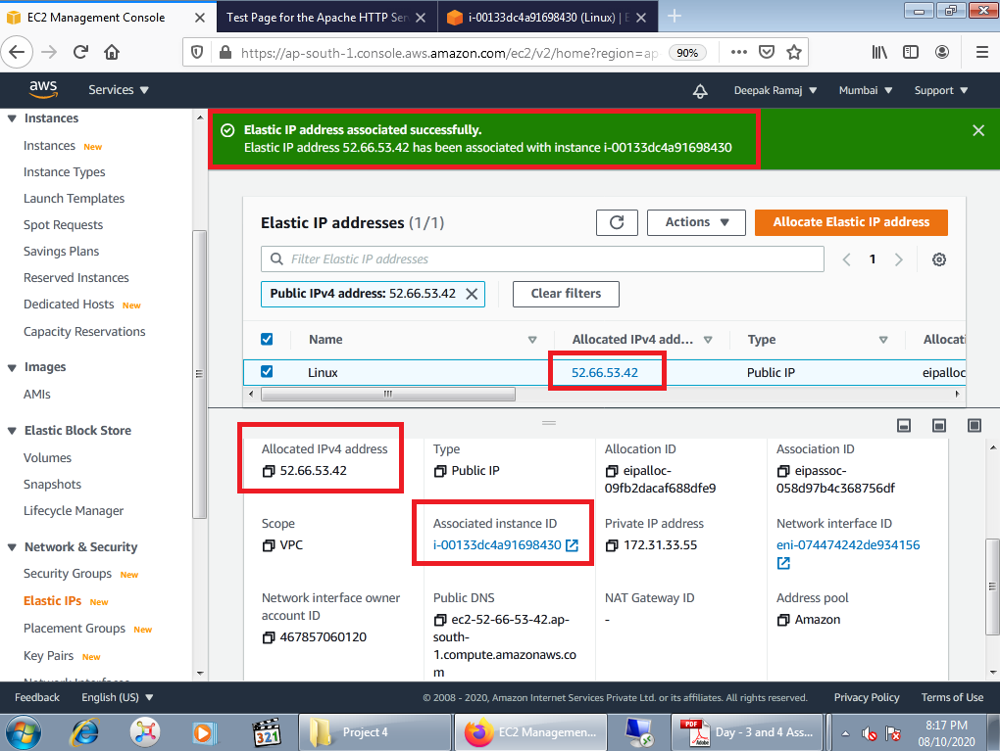 EC2 Management Console
Test Page for the Apache HTTP Ser
i-00133dc4a91698430 (Linux) | E
https://ap-south-1.console.aws.amazon.com/ec2/v2/home?region=ap-
90%
aws
Services
Deepak Ramaj
Mumbai
Support
Instances
Instances New
Instance Types
Launch Templates
Spot Requests
Savings Plans
Reserved Instances
Dedicated Hosts New
Capacity Reservations
Images
AMIs
Elastic Block Store
Volumes
Snapshots
Lifecycle Manager
Network & Security
Security Groups New
Elastic IPs New
Placement Groups New
Key Pairs New
Network Interfaces
Elastic IP address associated successfully.
Elastic IP address 52.66.53.42 has been associated with instance i-00133dc4a91698430
Elastic IP addresses (1/1)
Actions
Allocate Elastic IP address
Filter Elastic IP addresses
1
Public IPv4 address: 52.66.53.42
Clear filters
Name
Allocated IPv4 add...
Type
Allocati
Linux
52.66.53.42
Public IP
eipalloc
Allocated IPv4 address
52.66.53.42
Type
Public IP
Allocation ID
eipalloc-
09fb2dacaf688dfe9
Association ID
eipassoc-
058d97b4c368756df
Scope
VPC
Associated instance ID
i-00133dc4a91698430
Private IP address
172.31.33.55
Network interface ID
eni-074474242de934156
Network interface owner
account ID
467857060120
Public DNS
ec2-52-66-53-42.ap-
south-
1.compute.amazonaws.co
m
NAT Gateway ID
-
Address pool
Amazon
Feedback
English (US)
© 2008 - 2020, Amazon Internet Services Private Ltd. or its affiliates. All rights reserved.
Privacy Policy
Terms of Use
321
Project 4
EC2 Managemen...
PDF
Adobe
Day - 3 and 4 Ass...
8:17 PM
08/10/2020